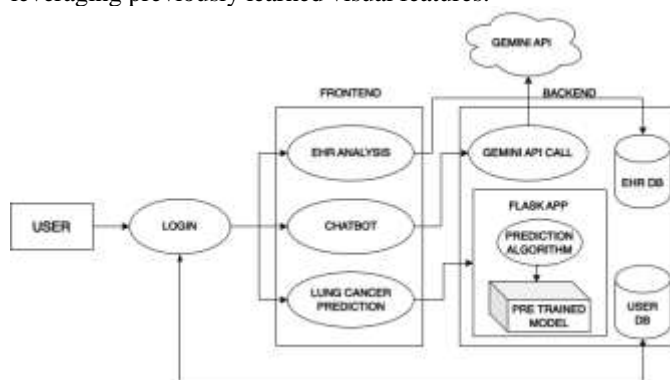 leveraging previously learned visual features.
GEMINI API
FRONTEND
BACKEND
EHR ANALYSIS
GEMINI API CALL
EHR DB
FLASK APP
USER
LOGIN
CHATBOT
PREDICTION
ALGORITHM
LUNG CANCER
PREDICTION
PRE TRAINED
MODEL
USER
DB